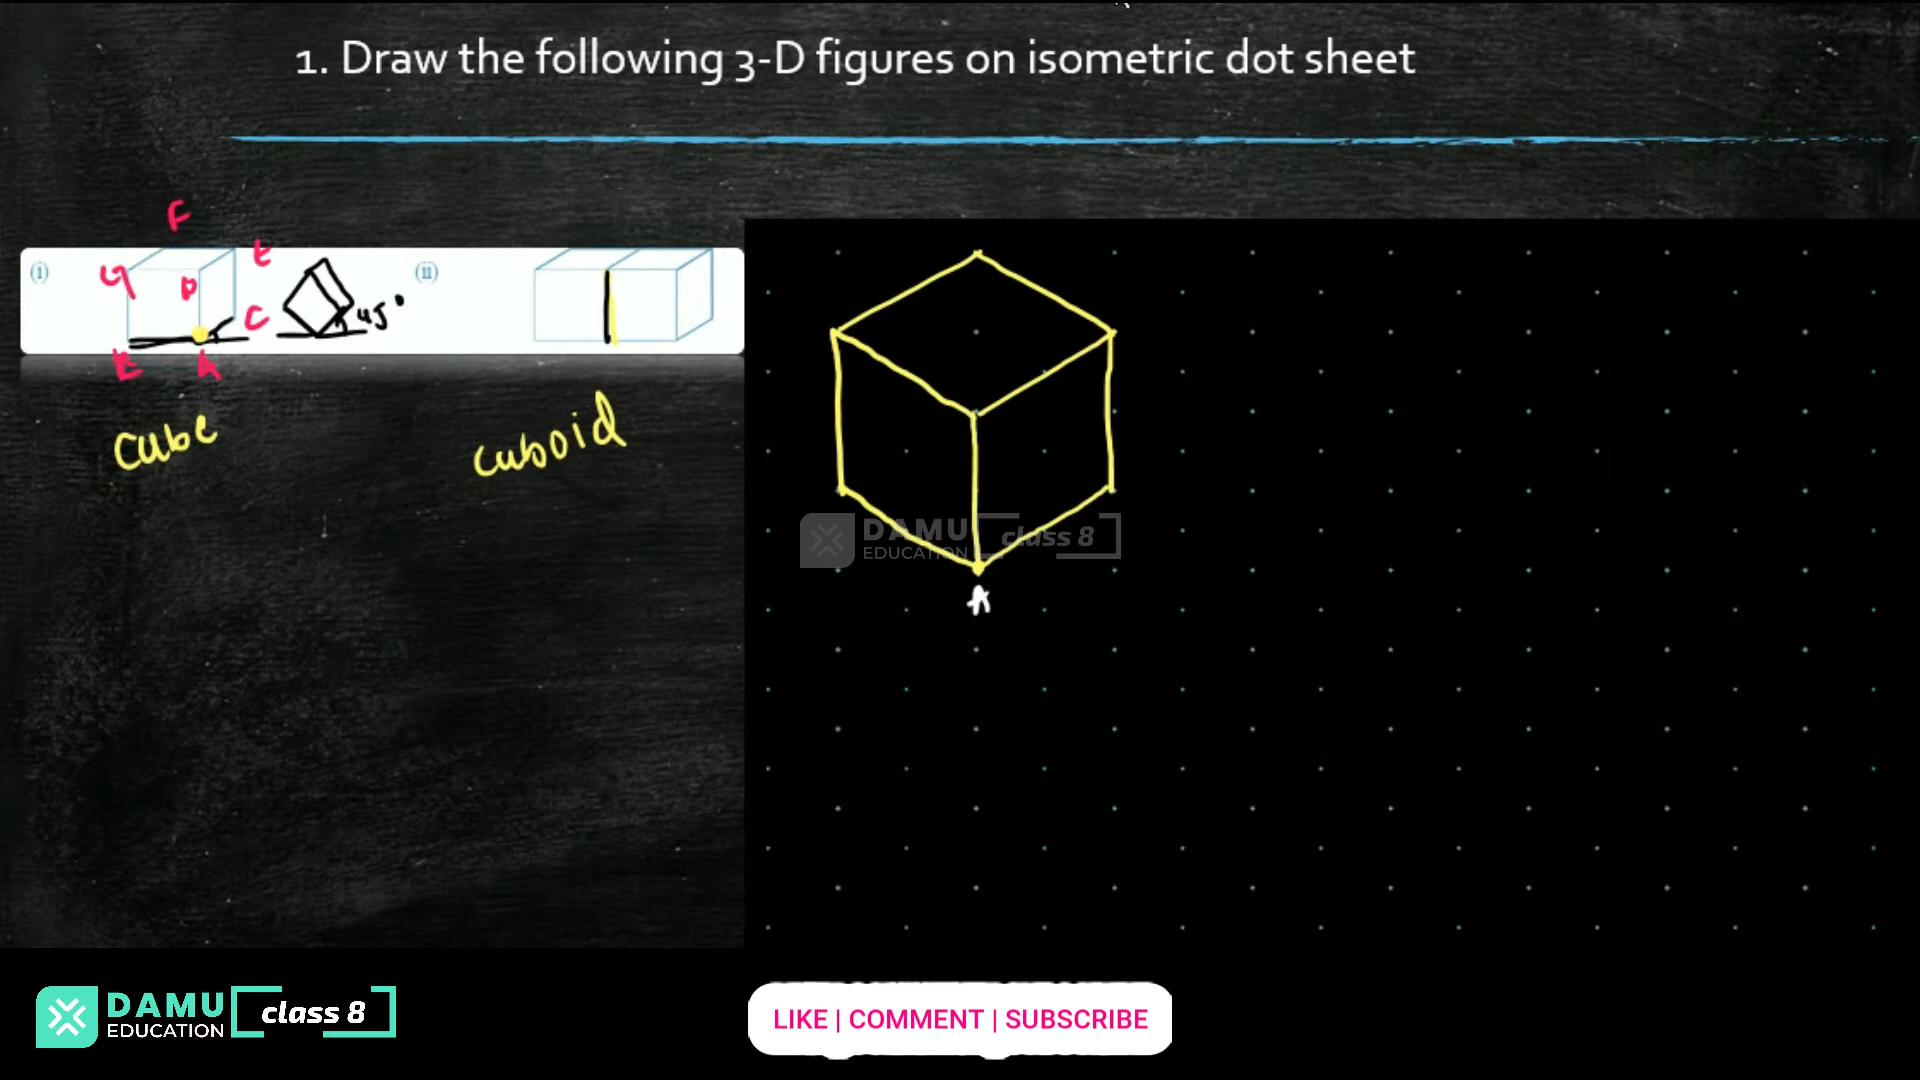 1. Draw the following 3-D figures on isometric dot sheet
F
G
E
(i)
D
(ii)
C
45°
A
Cube
Cuboid
DAMU
EDUCATION
class 8
A
DAMU
EDUCATION
class 8
LIKE | COMMENT | SUBSCRIBE